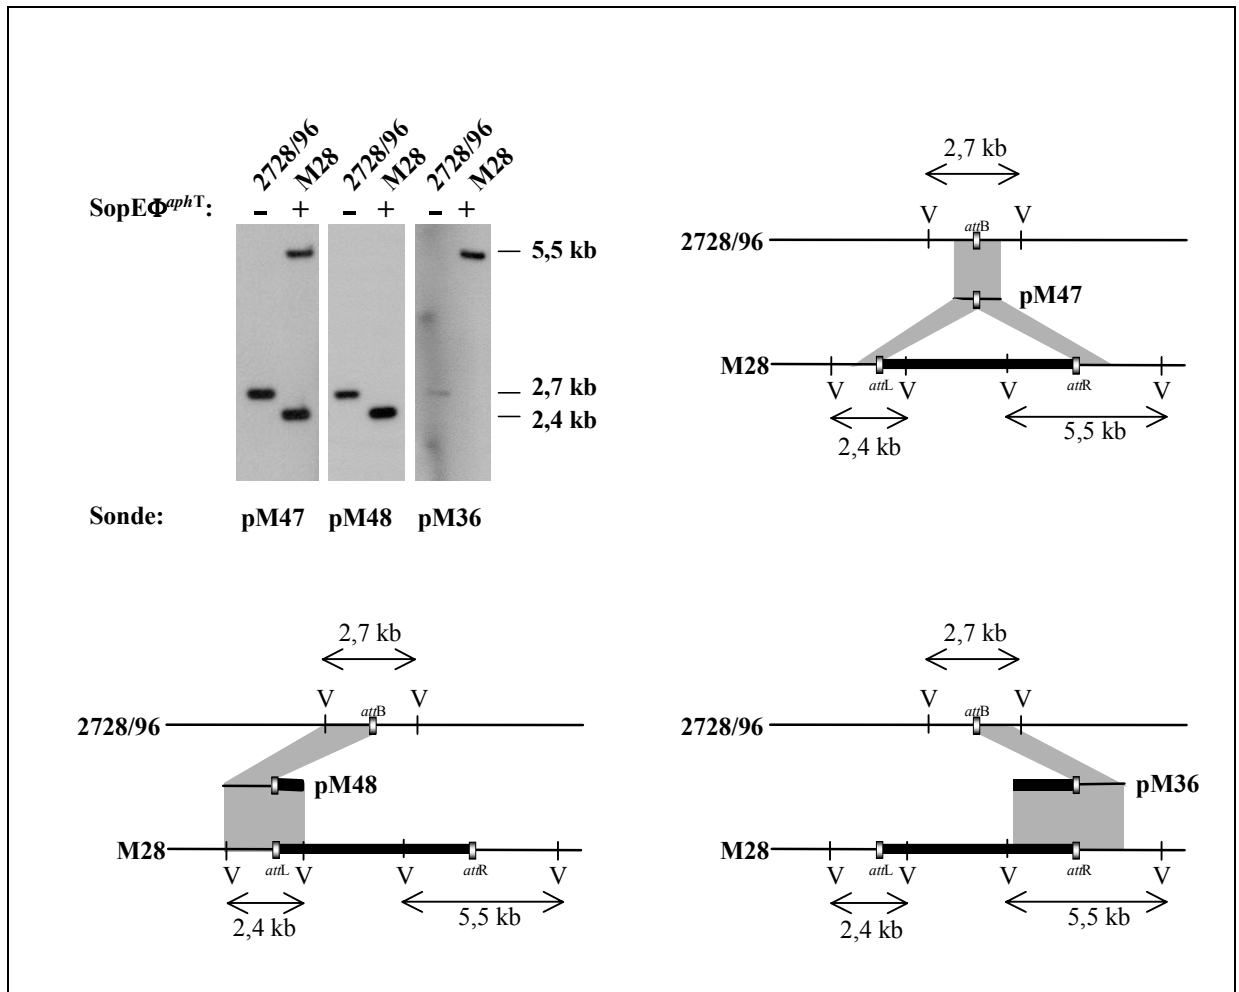 2728/96 M28 2728/96 M28 2728/96 M28
SopEΦaphT: - + - + - +
5,5 kb
2,7 kb
2,4 kb
Sonde: pM47 pM48 pM36
2,7 kb
V V
attB
2728/96
pM47
M28
V attL V V attR V
2,4 kb 5,5 kb
2,7 kb
V V
attB
2728/96
pM48
M28
V attL V V attR V
2,4 kb 5,5 kb
2,7 kb
V V
attB
2728/96
pM36
M28
V attL V V attR V
2,4 kb 5,5 kb